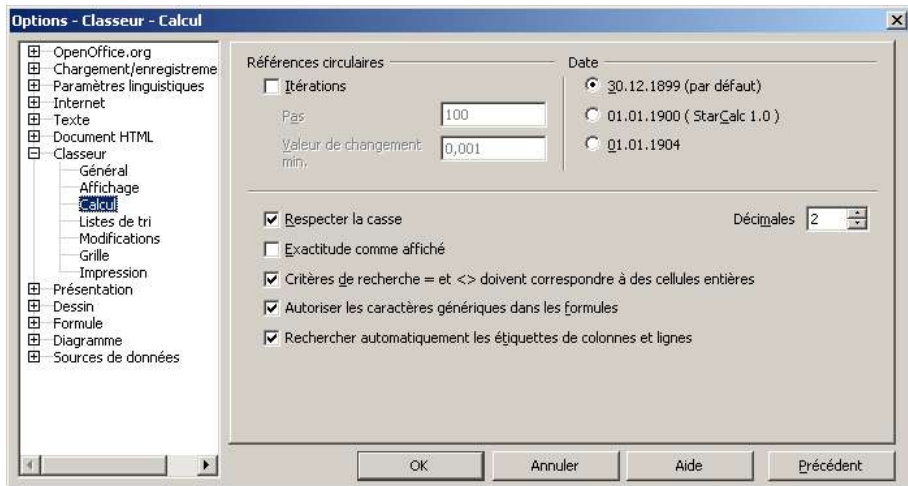 Options - Classeur - Calcul
OpenOffice.org
Chargement/enregistreme
Paramètres linguistiques
Internet
Texte
Document HTML
Classeur
Général
Affichage
Calcul
Listes de tri
Modifications
Grille
Impression
Présentation
Dessin
Formule
Diagramme
Sources de données
Références circulaires
Itérations
Pas
100
Valeur de changement
min.
0,001
Date
30.12.1899 (par défaut)
01.01.1900 ( StarCalc 1.0 )
01.01.1904
Respecter la casse
Décimales 2
Exactitude comme affiché
Critères de recherche = et <> doivent correspondre à des cellules entières
Autoriser les caractères génériques dans les formules
Rechercher automatiquement les étiquettes de colonnes et lignes
OK
Annuler
Aide
Précédent